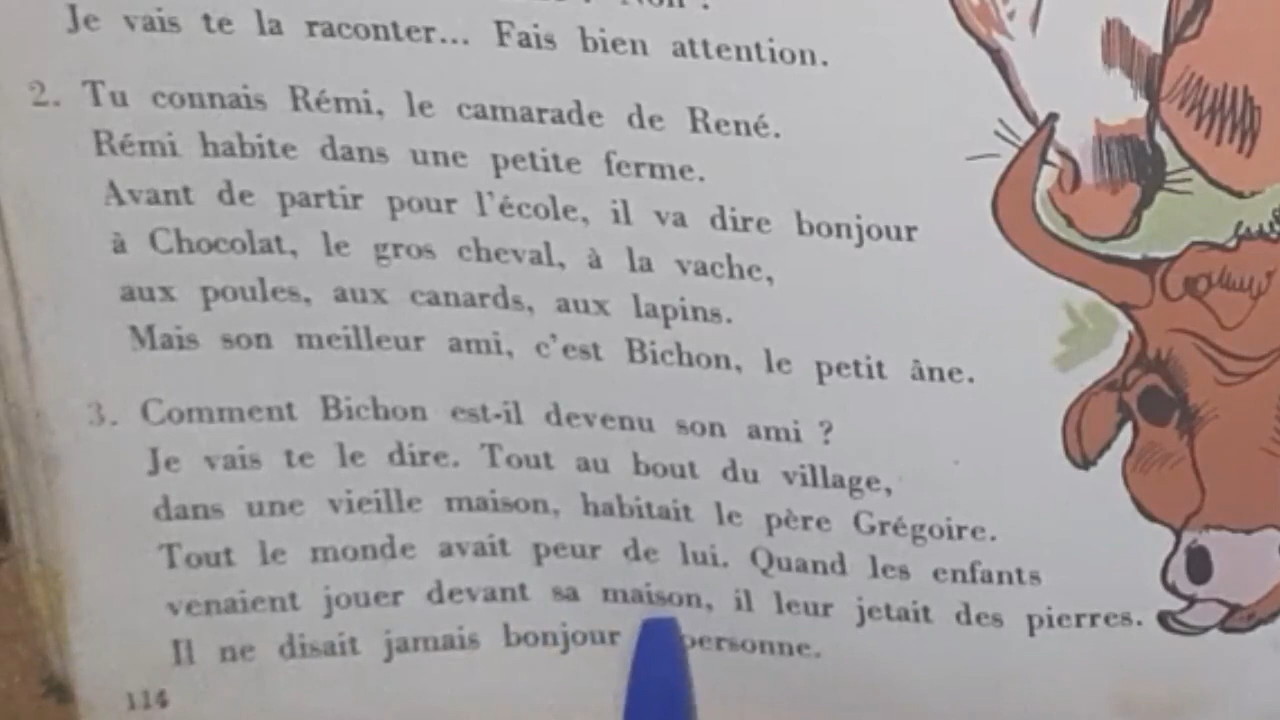 Je vais te la raconter... Fais bien attention.
2. Tu connais Rémi, le camarade de René.
Rémi habite dans une petite ferme.
Avant de partir pour l'école, il va dire bonjour
à Chocolat, le gros cheval, à la vache,
aux poules, aux canards, aux lapins.
Mais son meilleur ami, c'est Bichon, le petit âne.
3. Comment Bichon est-il devenu son ami ?
Je vais te le dire. Tout au bout du village,
dans une vieille maison, habitait le père Grégoire.
Tout le monde avait peur de lui. Quand les enfants
venaient jouer devant sa maison, il leur jetait des pierres.
Il ne disait jamais bonjour personne.